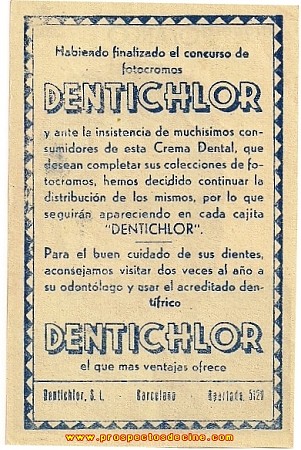 Habiendo finalizado el concurso de
fotocromos
DENTICHLOR
y ante la insistencia de muchisimos con-
sumidores de esta Crema Dental, que
desean completar sus colecciones de fo-
tocromos, hemos decidido continuar la
distribución de los mismos, por lo que
seguirán apareciendo en cada cajita
"DENTICHLOR".
Para el buen cuidado de sus dientes,
aconsejamos visitar dos veces al año a
su odontólogo y usar el acreditado den-
tífrico
DENTICHLOR
el que mas ventajas ofrece
Dentichlor, S. L. - Barcelona - Apartado, 5129
www.prospectosdecine.com